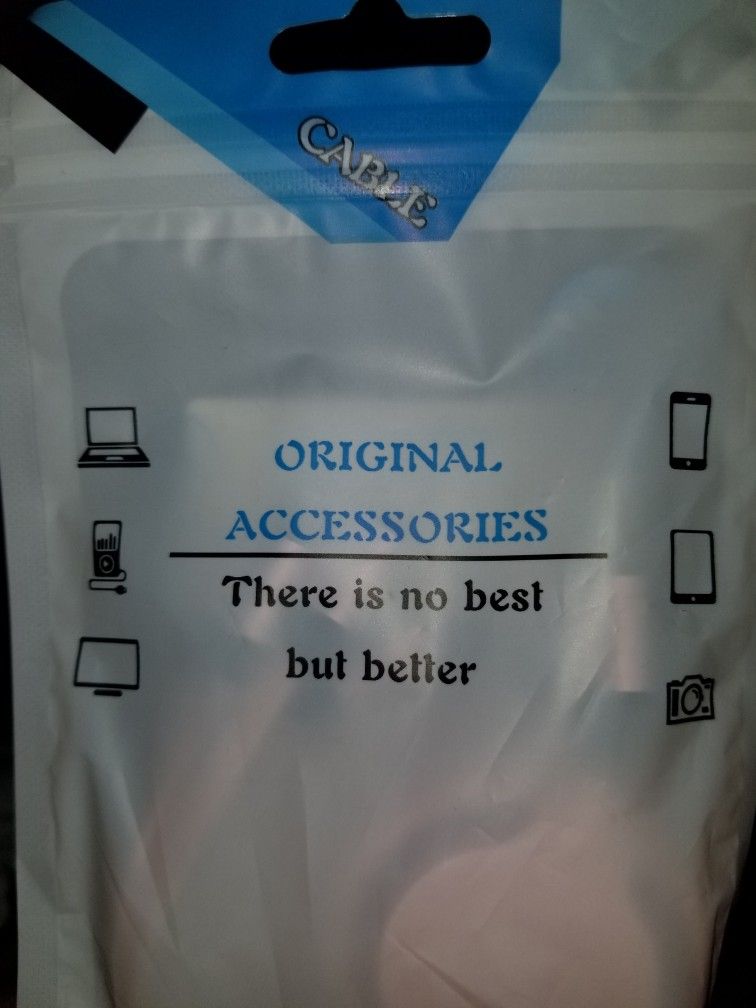 CABLE
ORIGINAL
ACCESSORIES
There is no best
but better